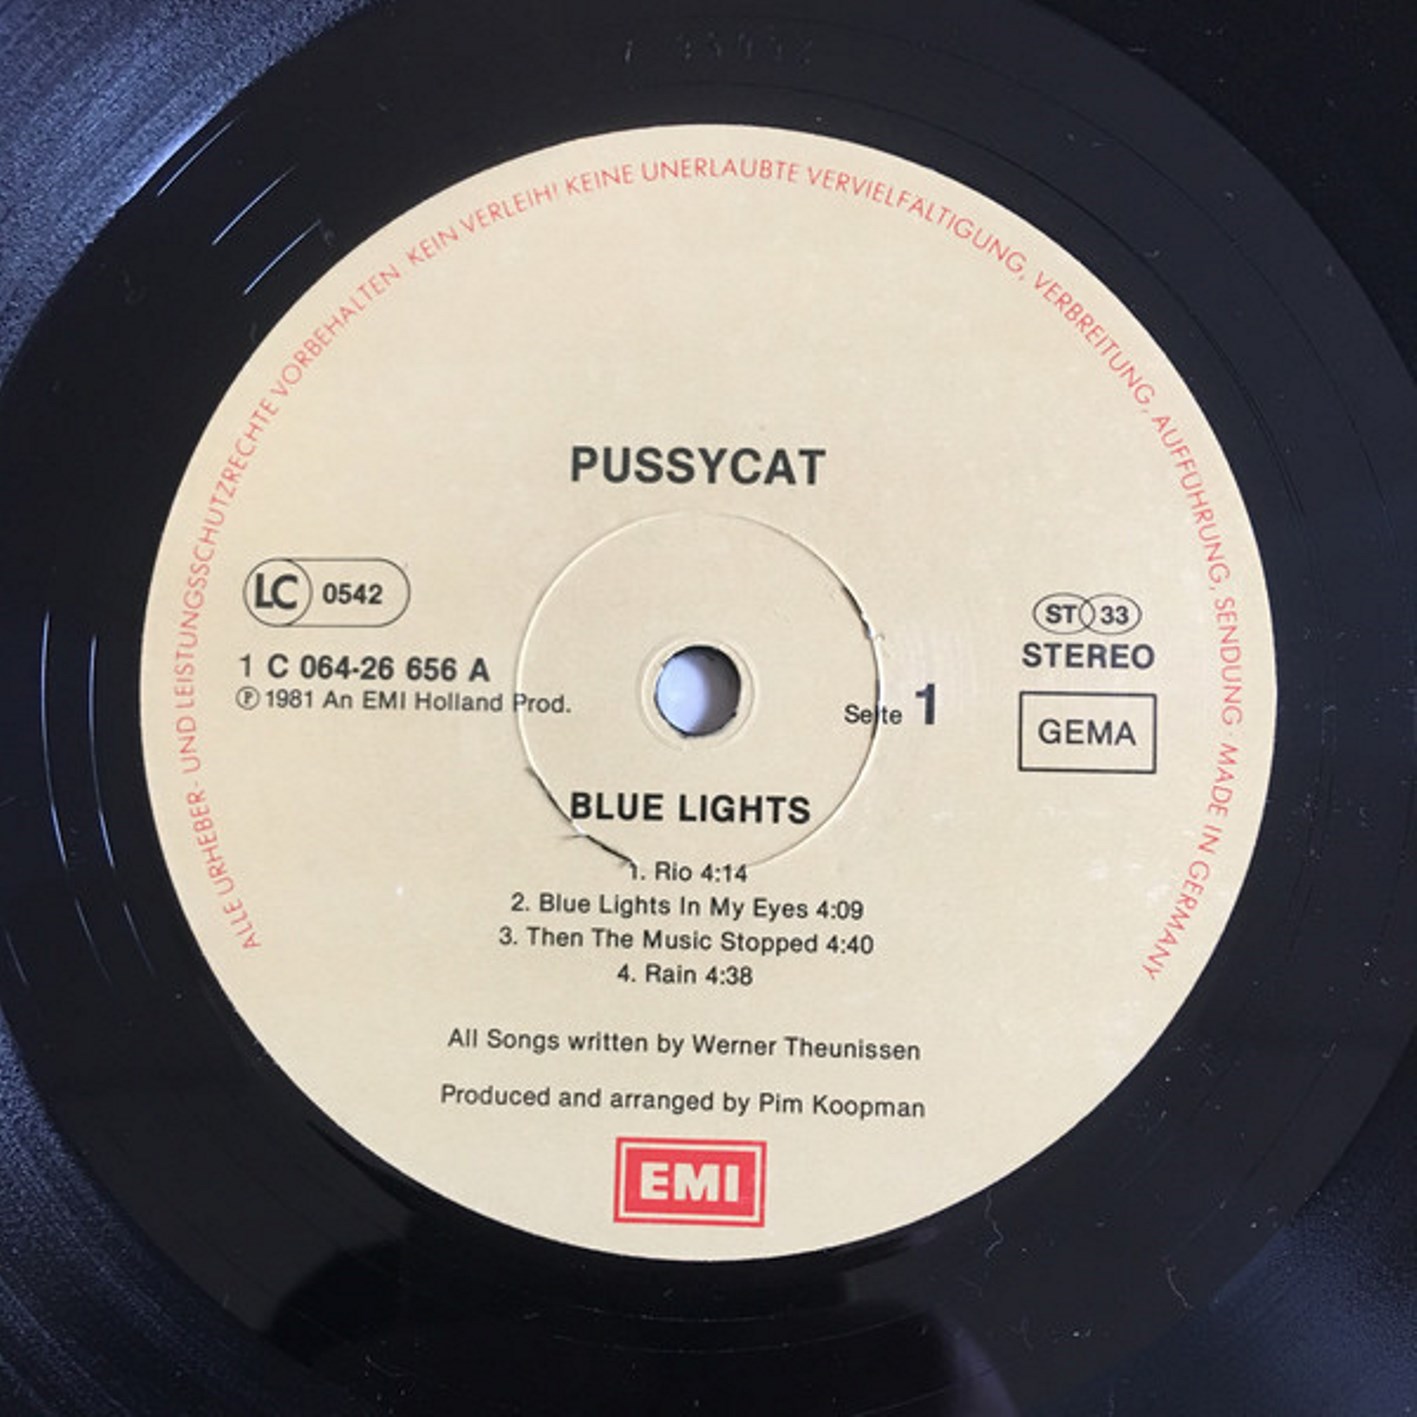 ALLE URHEBER- UND LEISTUNGSSCHUTZRECHTE VORBEHALTEN. KEIN VERLEIH! KEINE UNERLAUBTE VERVIELFÄLTIGUNG, VERBREITUNG, AUFFÜHRUNG, SENDUNG MADE IN GERMANY
PUSSYCAT
LC 0542
1 C 064-26 656 A
℗ 1981 An EMI Holland Prod.
Seite 1
ST 33
STEREO
GEMA
BLUE LIGHTS
1. Rio 4:14
2. Blue Lights In My Eyes 4:09
3. Then The Music Stopped 4:40
4. Rain 4:38
All Songs written by Werner Theunissen
Produced and arranged by Pim Koopman
EMI